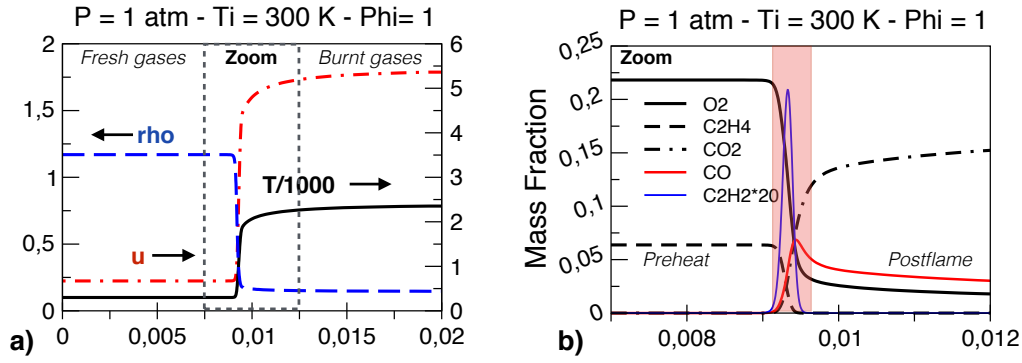 P = 1 atm - Ti = 300 K - Phi= 1
Fresh gases
Zoom
Burnt gases
rho
T/1000
u
2
1,5
1
0,5
0
6
5
4
3
2
1
0
0
0,005
0,01
0,015
0,02
a)
P = 1 atm - Ti = 300 K - Phi = 1
Zoom
O2
C2H4
CO2
CO
C2H2*20
Preheat
Postflame
Mass Fraction
0,25
0,2
0,15
0,1
0,05
0
0,008
0,01
0,012
b)